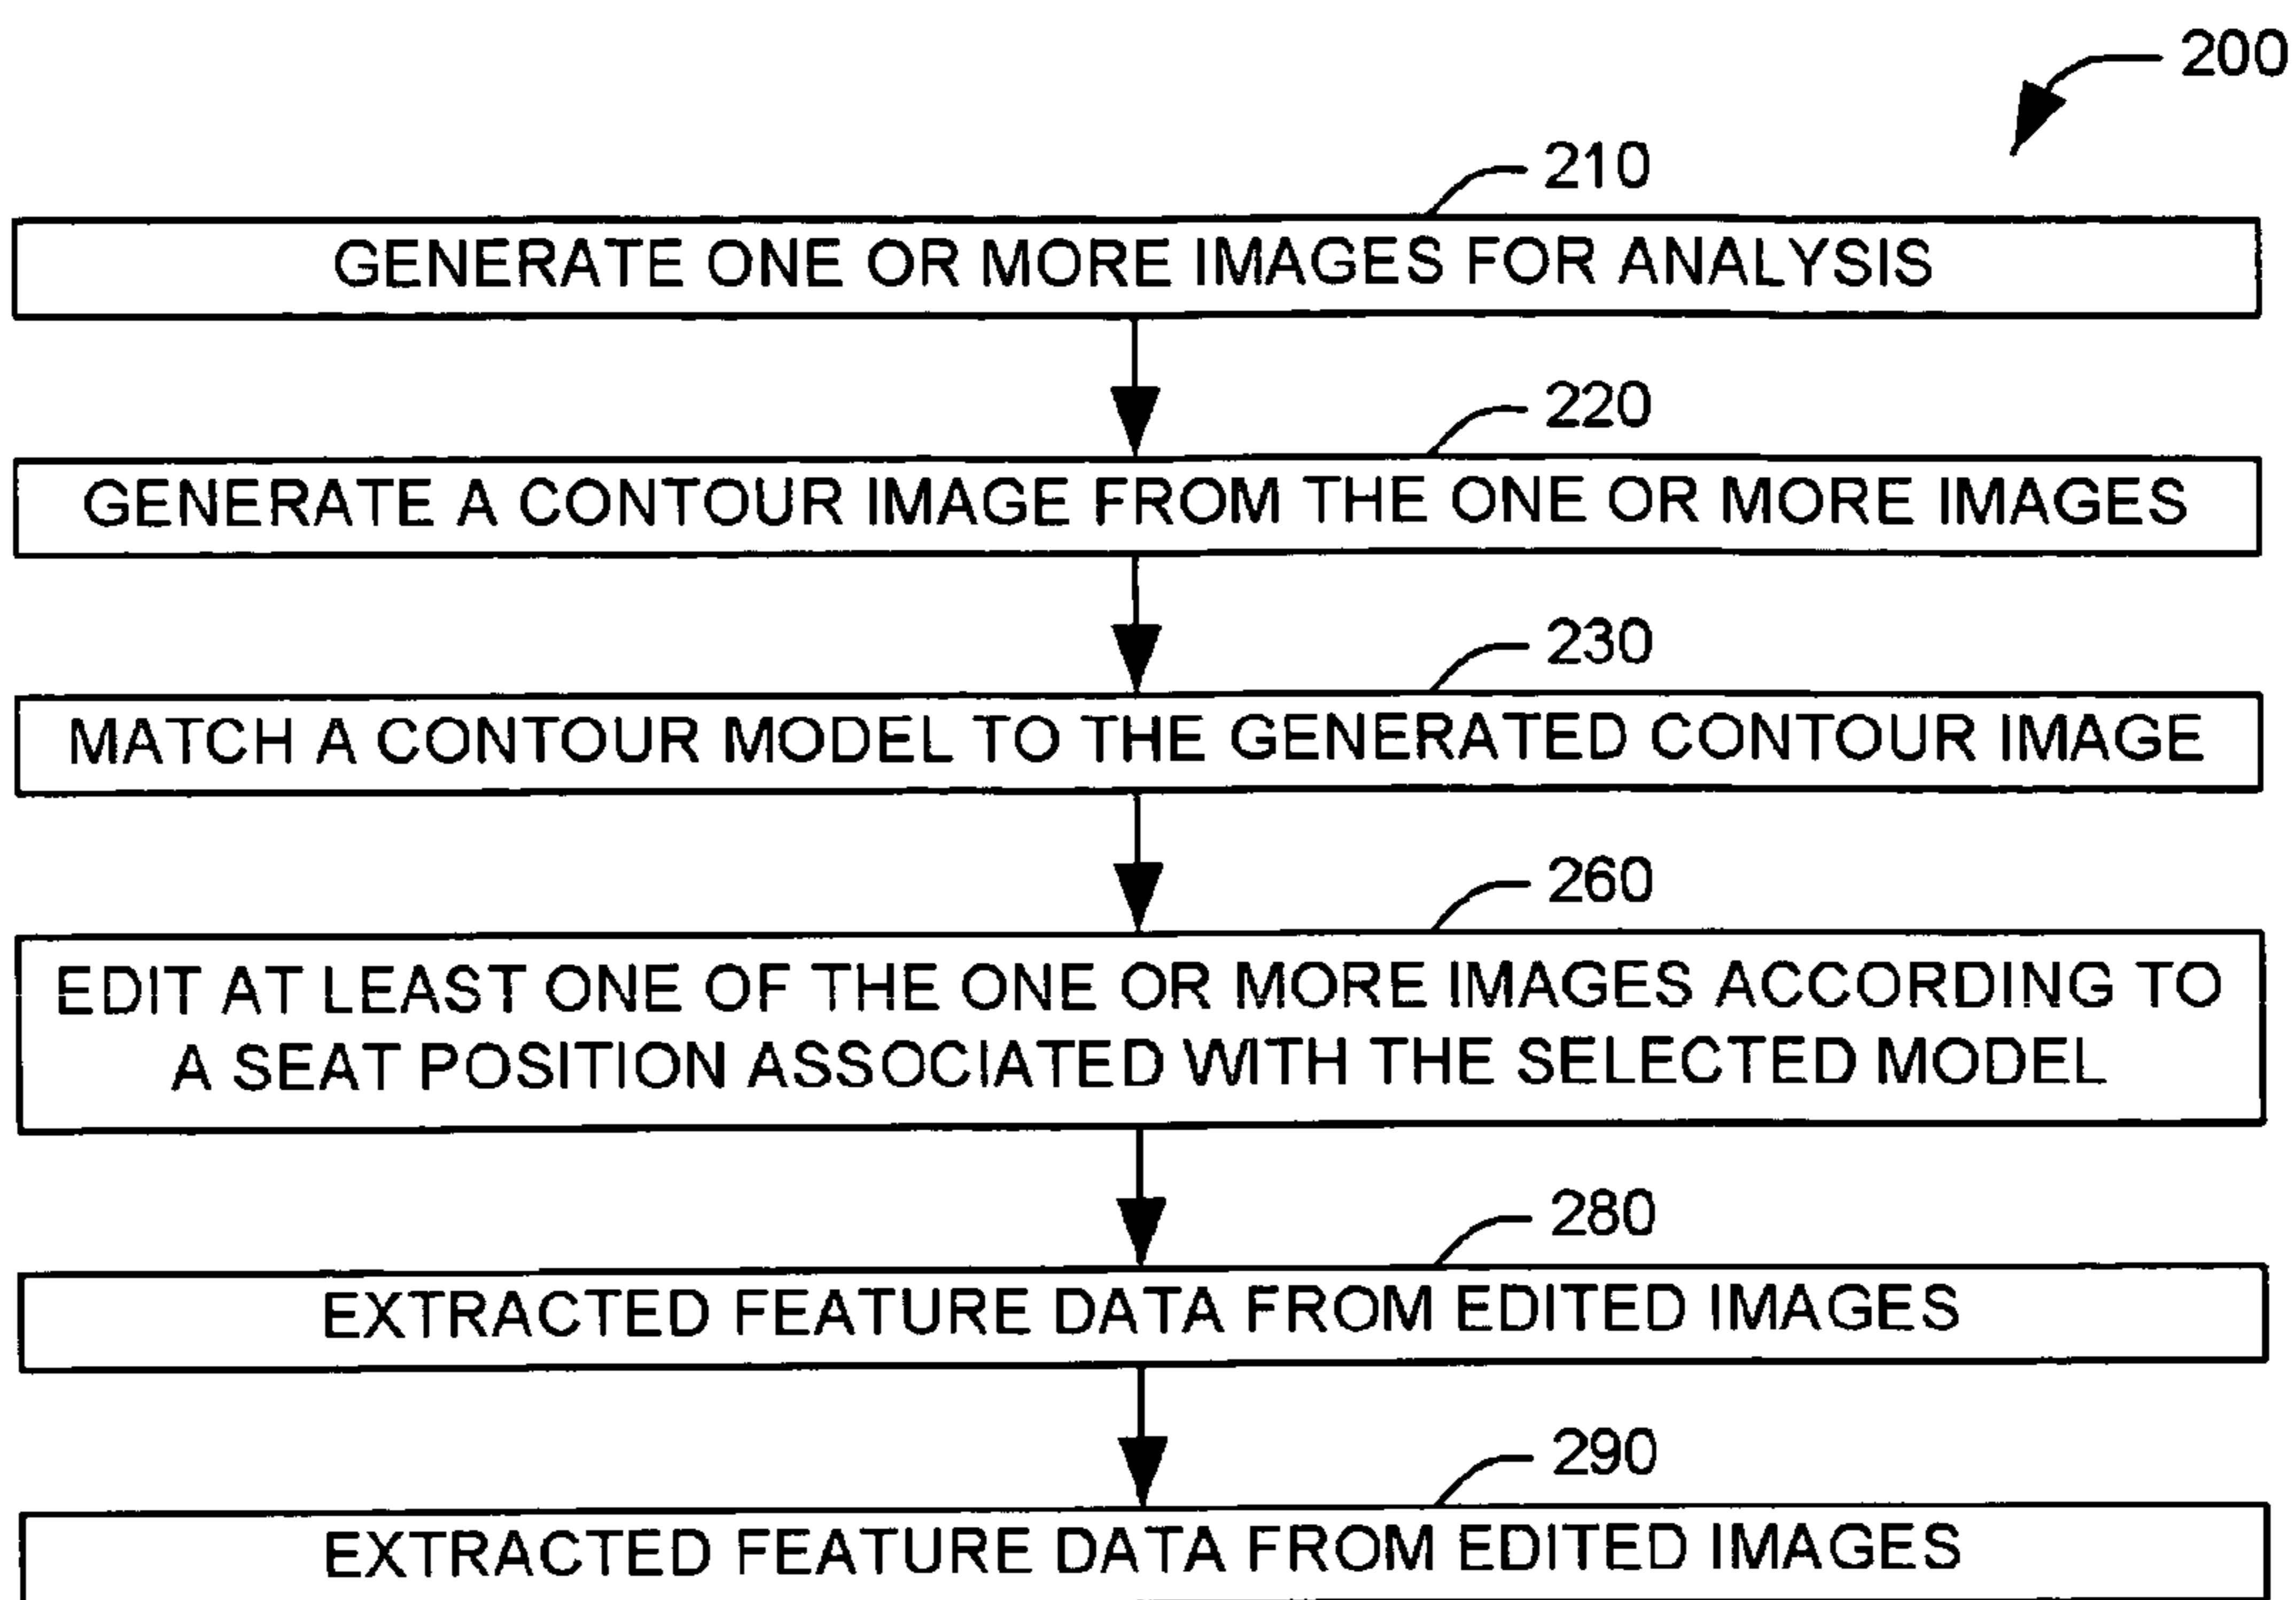 200
210
GENERATE ONE OR MORE IMAGES FOR ANALYSIS
220
GENERATE A CONTOUR IMAGE FROM THE ONE OR MORE IMAGES
230
MATCH A CONTOUR MODEL TO THE GENERATED CONTOUR IMAGE
260
EDIT AT LEAST ONE OF THE ONE OR MORE IMAGES ACCORDING TO
A SEAT POSITION ASSOCIATED WITH THE SELECTED MODEL
280
EXTRACTED FEATURE DATA FROM EDITED IMAGES
290
EXTRACTED FEATURE DATA FROM EDITED IMAGES